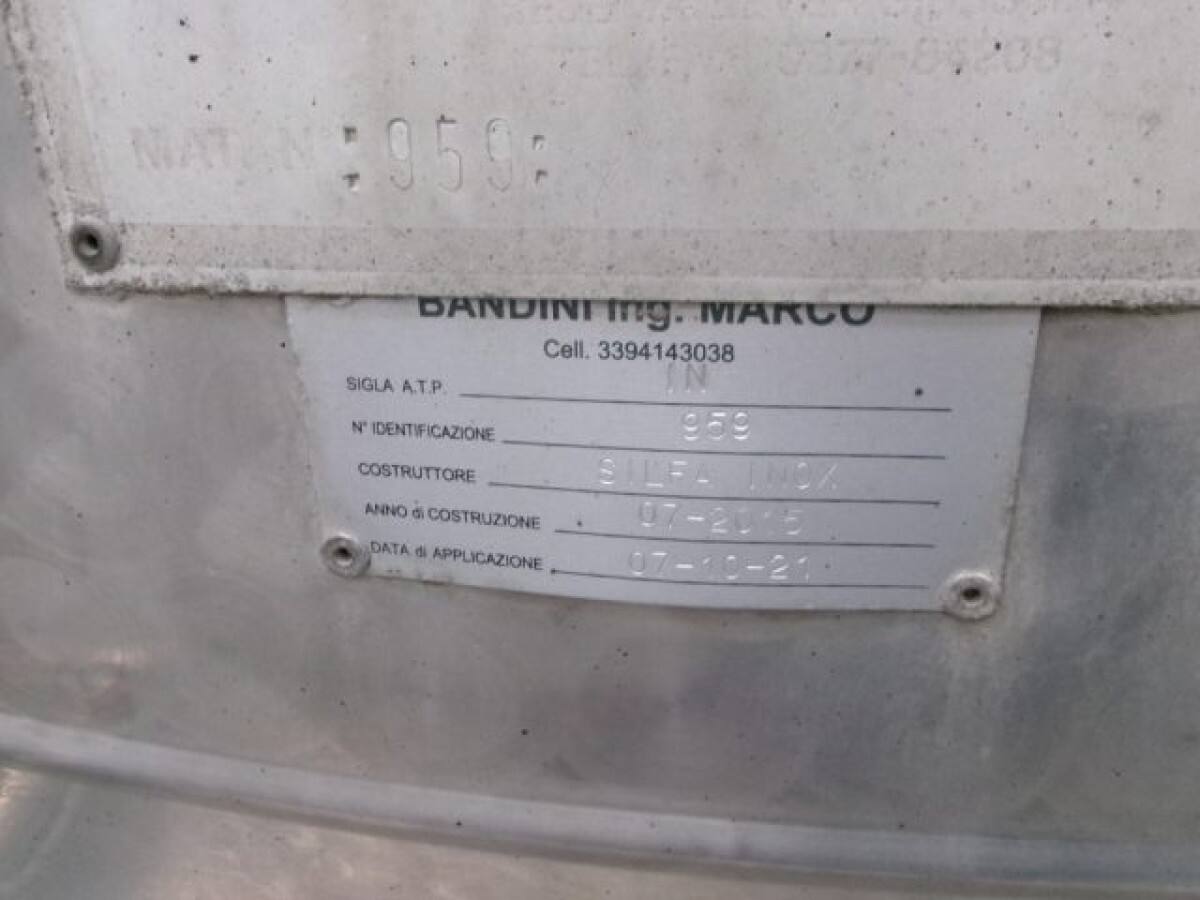 MAT. N :959:
BANDINI Ing. MARCO
Cell. 3394143038
SIGLA A.T.P. IN
N° IDENTIFICAZIONE 959
COSTRUTTORE SILFA INOX
ANNO di COSTRUZIONE 07-2015
DATA di APPLICAZIONE 07-10-21